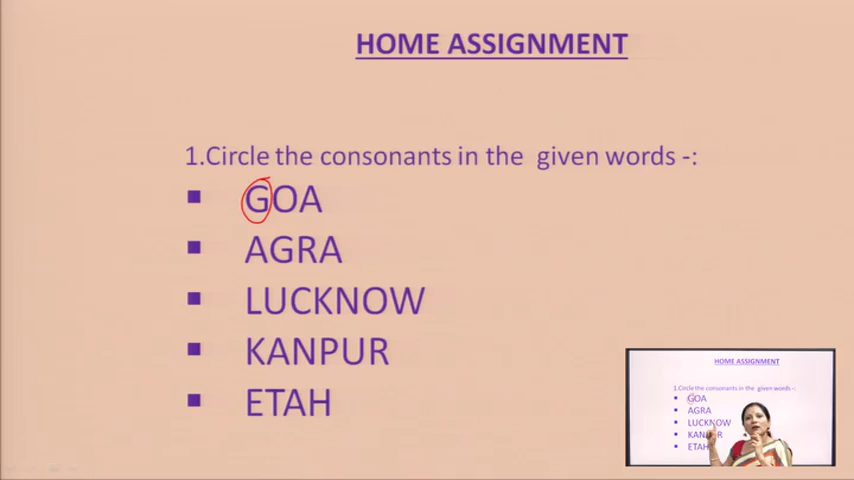 HOME ASSIGNMENT
1.Circle the consonants in the  given words -:
▪ GOA
▪ AGRA
▪ LUCKNOW
▪ KANPUR
▪ ETAH
HOME ASSIGNMENT
1.Circle the consonants in the  given words -:
▪ GOA
▪ AGRA
▪ LUCKNOW
▪ KANPUR
▪ ETAH